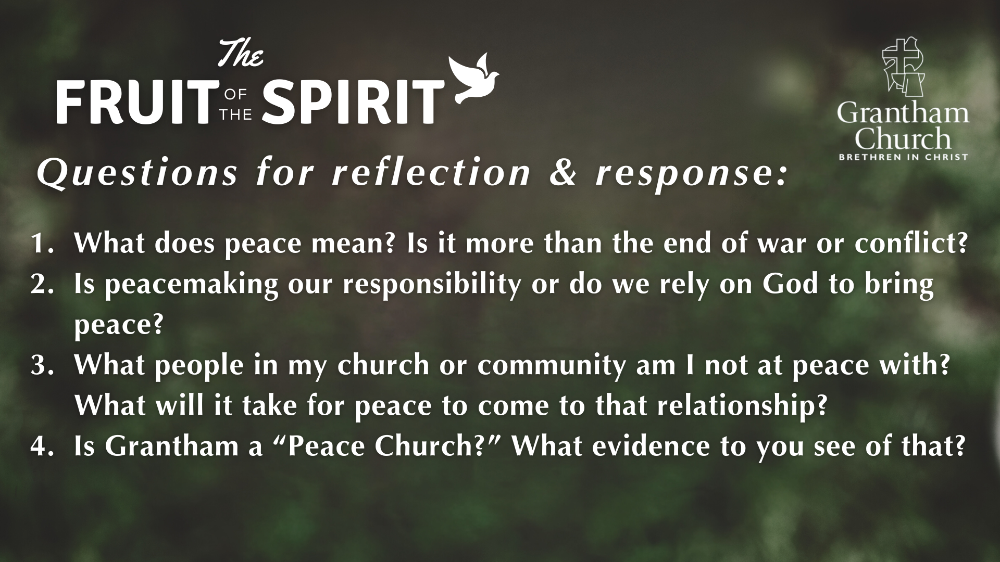 The
FRUIT OF THE SPIRIT
Grantham
Church
BRETHREN IN CHRIST
Questions for reflection & response:
1. What does peace mean? Is it more than the end of war or conflict?
2. Is peacemaking our responsibility or do we rely on God to bring
peace?
3. What people in my church or community am I not at peace with?
What will it take for peace to come to that relationship?
4. Is Grantham a “Peace Church?” What evidence to you see of that?